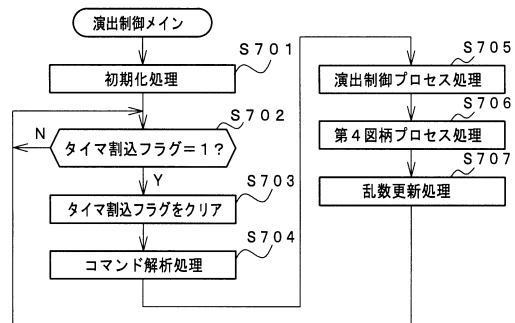 演出制御メイン
S701
初期化処理
S702
タイマ割込フラグ=1?
N
Y
S703
タイマ割込フラグをクリア
S704
コマンド解析処理
S705
演出制御プロセス処理
S706
第4図柄プロセス処理
S707
乱数更新処理